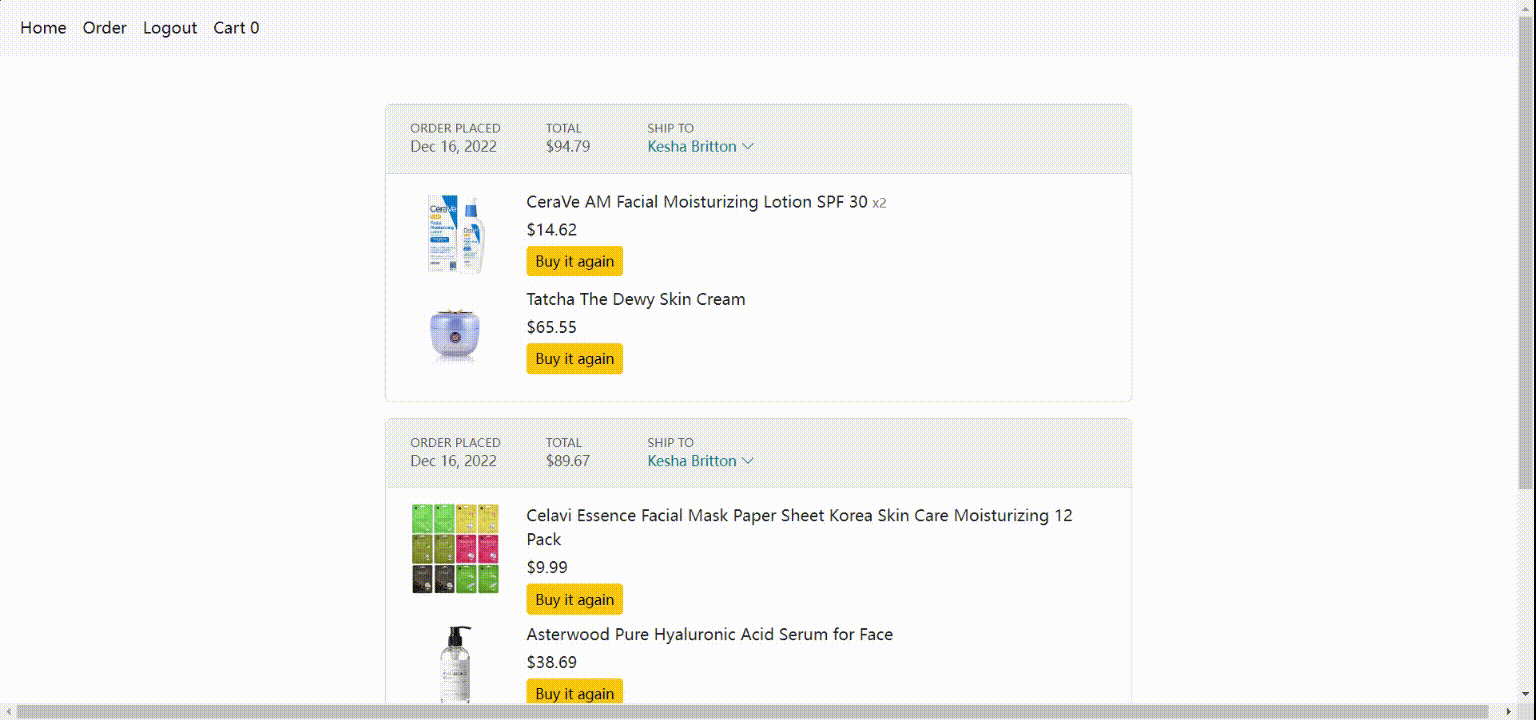 Home Order Logout Cart 0
ORDER PLACED TOTAL SHIP TO
Dec 16, 2022 $94.79 Kesha Britton
CeraVe AM Facial Moisturizing Lotion SPF 30 x2
CeraVe
$14.62
Buy it again
Tatcha The Dewy Skin Cream
$65.55
Buy it again
ORDER PLACED TOTAL SHIP TO
Dec 16, 2022 $89.67 Kesha Britton
Celavi Essence Facial Mask Paper Sheet Korea Skin Care Moisturizing 12
Pack
$9.99
Buy it again
Asterwood Pure Hyaluronic Acid Serum for Face
$38.69
Buy it again